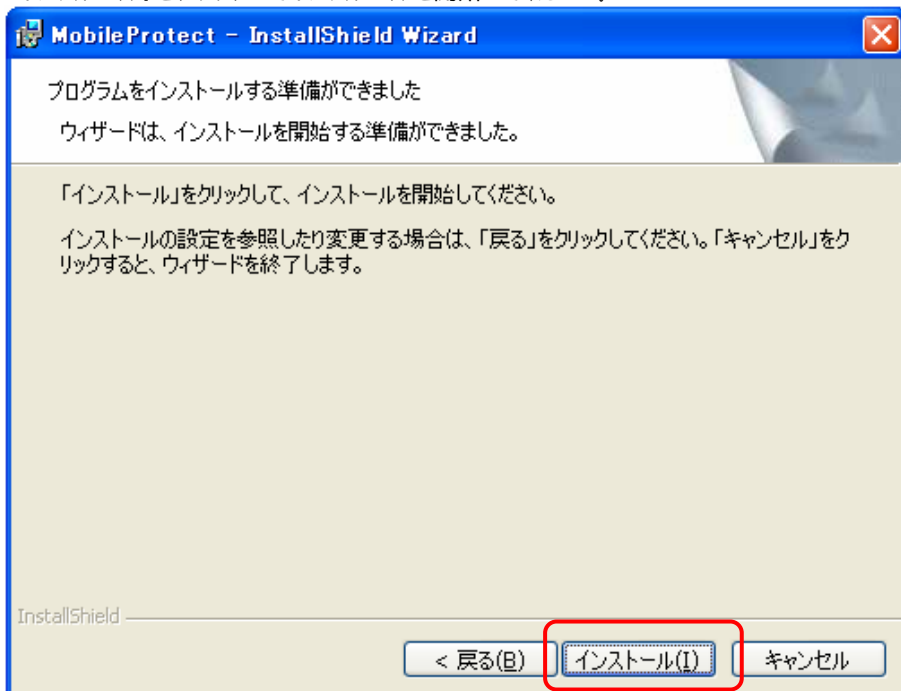 MobileProtect - InstallShield Wizard
プログラムをインストールする準備ができました
ウィザードは、インストールを開始する準備ができました。
「インストール」をクリックして、インストールを開始してください。
インストールの設定を参照したり変更する場合は、「戻る」をクリックしてください。「キャンセル」をク
リックすると、ウィザードを終了します。
InstallShield
< 戻る(B)
インストール(I)
キャンセル